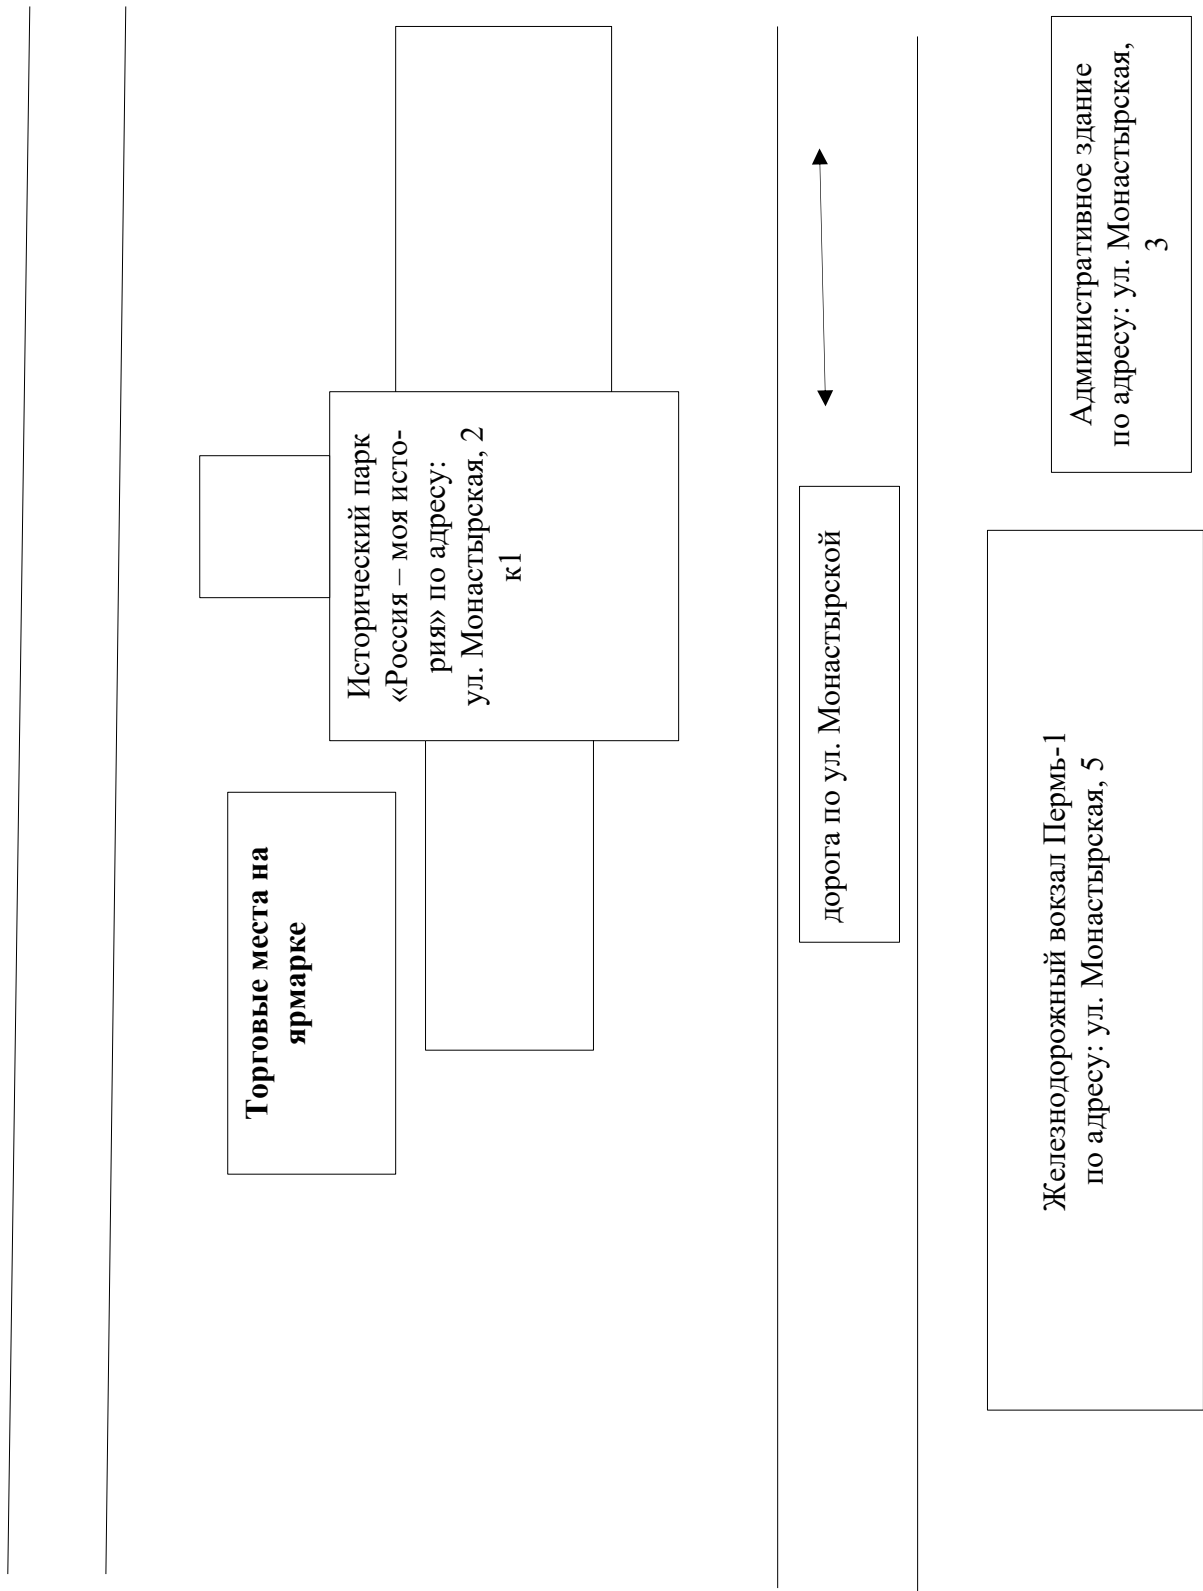 Торговые места на
ярмарке
Исторический парк
«Россия – моя исто-
рия» по адресу:
ул. Монастырская, 2
к1
дорога по ул. Монастырской
Железнодорожный вокзал Пермь-1
по адресу: ул. Монастырская, 5
Административное здание
по адресу: ул. Монастырская,
3